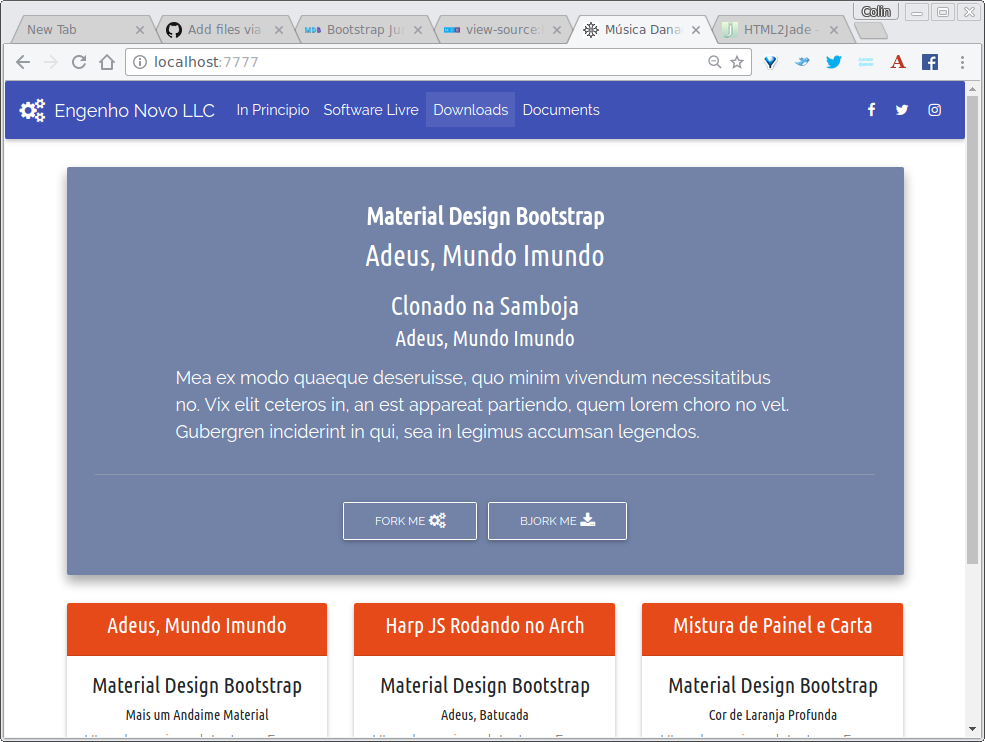 Colin
New Tab
Add files via
Bootstrap Ju
view-source:
Música Dana
HTML2Jade -
localhost:7777
Engenho Novo LLC In Principio Software Livre Downloads Documents
Material Design Bootstrap
Adeus, Mundo Imundo
Clonado na Samboja
Adeus, Mundo Imundo
Mea ex modo quaeque deseruisse, quo minim vivendum necessitatibus
no. Vix elit ceteros in, an est appareat partiendo, quem lorem choro no vel.
Gubergren inciderint in qui, sea in legimus accumsan legendos.
FORK ME BJORK ME
Adeus, Mundo Imundo
Material Design Bootstrap
Mais um Andaime Material
Harp JS Rodando no Arch
Material Design Bootstrap
Adeus, Batucada
Mistura de Painel e Carta
Material Design Bootstrap
Cor de Laranja Profunda